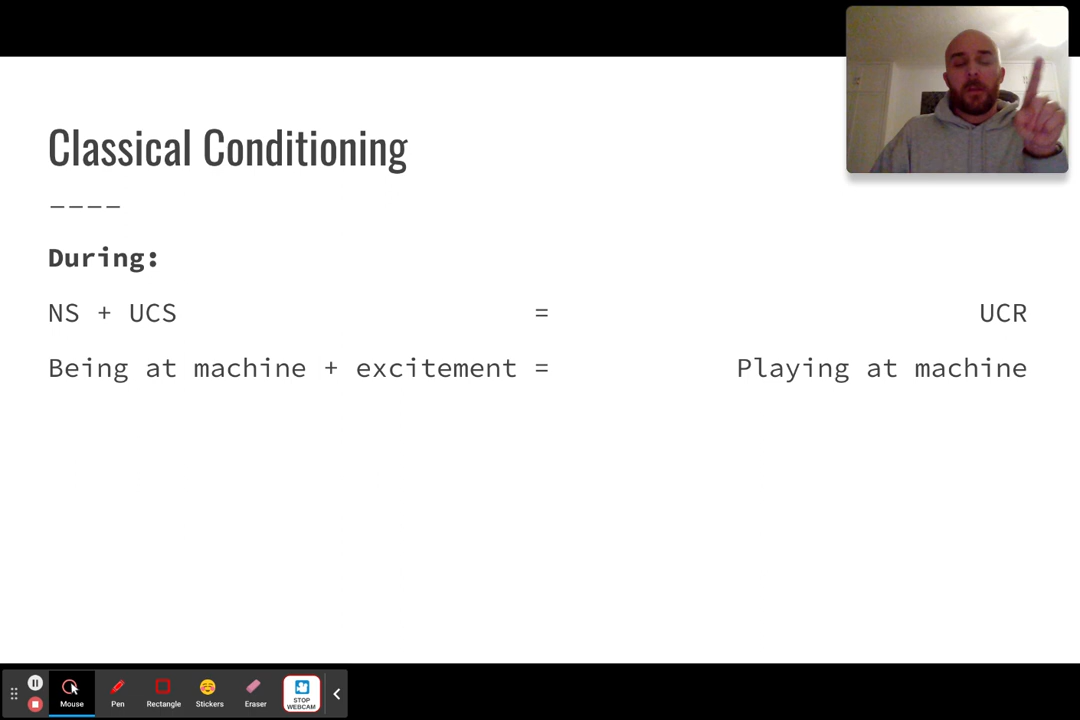 Classical Conditioning
————
During:
NS + UCS = UCR
Being at machine + excitement = Playing at machine
Mouse
Pen
Rectangle
Stickers
Eraser
STOP
WEBCAM